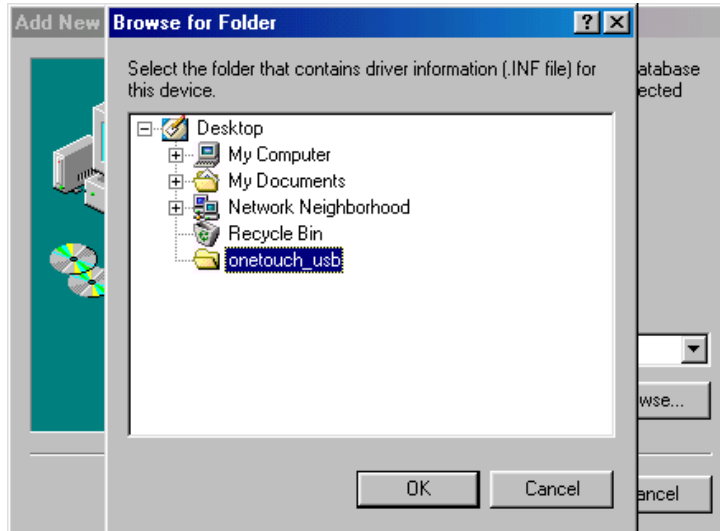 Add New
Browse for Folder
Select the folder that contains driver information (.INF file) for
this device.
atabase
ected
Desktop
My Computer
My Documents
Network Neighborhood
Recycle Bin
onetouch_usb
wse...
OK
Cancel
ancel